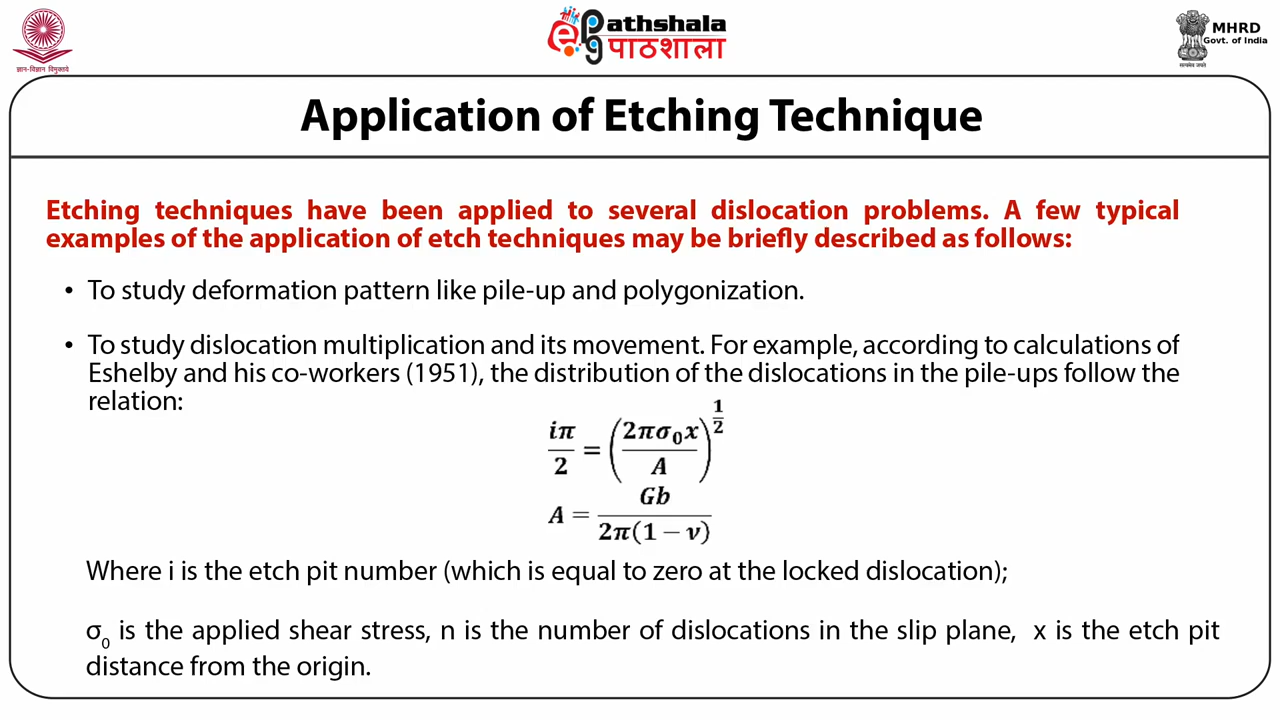 ज्ञान-विज्ञान विमुक्तये
epathshala
पाठशाला
MHRD
Govt. of India
सत्यमेव जयते
Application of Etching Technique
Etching techniques have been applied to several dislocation problems. A few typical
examples of the application of etch techniques may be briefly described as follows:
• To study deformation pattern like pile-up and polygonization.
• To study dislocation multiplication and its movement. For example, according to calculations of
Eshelby and his co-workers (1951), the distribution of the dislocations in the pile-ups follow the
relation:
iπ/2 = (2πσ₀x/A)^(1/2)
A = Gb/2π(1 − ν)
Where i is the etch pit number (which is equal to zero at the locked dislocation);
σ₀ is the applied shear stress, n is the number of dislocations in the slip plane, x is the etch pit
distance from the origin.